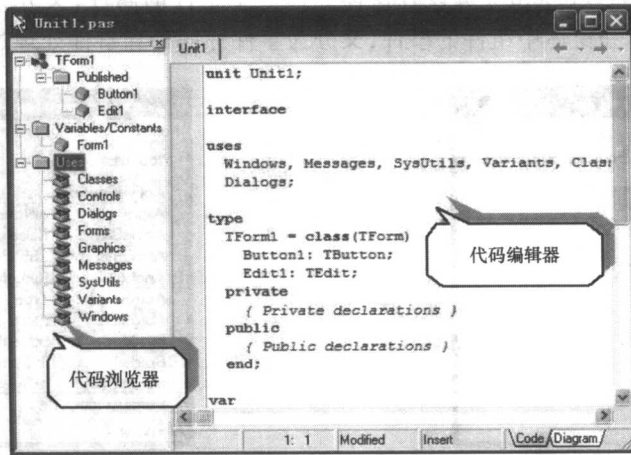 Unit1.pas
TForm1
Published
Button1
Edit1
Variables/Constants
Form1
Uses
Classes
Controls
Dialogs
Forms
Graphics
Messages
SysUtils
Variants
Windows
代码浏览器
Unit1
unit Unit1;
interface
uses
Windows, Messages, SysUtils, Variants, Clas
Dialogs;
type
TForm1 = class(TForm)
Button1: TButton;
Edit1: TEdit;
private
{ Private declarations }
public
{ Public declarations }
end;
var
代码编辑器
1: 1 Modified Insert Code Diagram